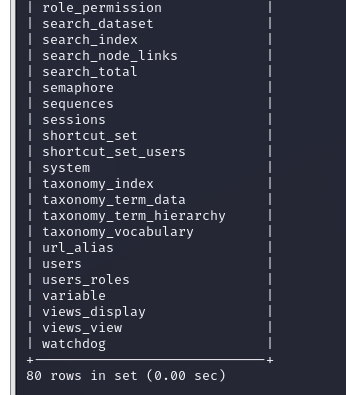 | role_permission |
| search_dataset |
| search_index |
| search_node_links |
| search_total |
| semaphore |
| sequences |
| sessions |
| shortcut_set |
| shortcut_set_users |
| system |
| taxonomy_index |
| taxonomy_term_data |
| taxonomy_term_hierarchy |
| taxonomy_vocabulary |
| url_alias |
| users |
| users_roles |
| variable |
| views_display |
| views_view |
| watchdog |
+-----------------------------+
80 rows in set (0.00 sec)